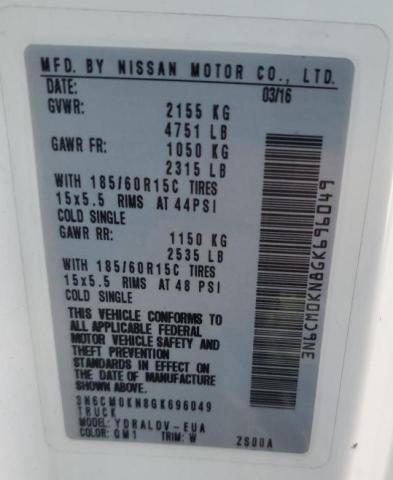 MFD. BY NISSAN MOTOR CO., LTD.
DATE: 03/16
GVWR: 2155 KG
4751 LB
GAWR FR: 1050 KG
2315 LB
WITH 185/60R15C TIRES
15x5.5 RIMS AT 44PSI
COLD SINGLE
GAWR RR: 1150 KG
2535 LB
WITH 185/60R15C TIRES
15x5.5 RIMS AT 48 PSI
COLD SINGLE
THIS VEHICLE CONFORMS TO
ALL APPLICABLE FEDERAL
MOTOR VEHICLE SAFETY AND
THEFT PREVENTION
STANDARDS IN EFFECT ON
THE DATE OF MANUFACTURE
SHOWN ABOVE.
3N6CM0KN8GK696049
TRUCK
MODEL: YDRALDV-EUA
COLOR: QM1 TRIM: W ZS00A
3N6CM0KN8GK696049